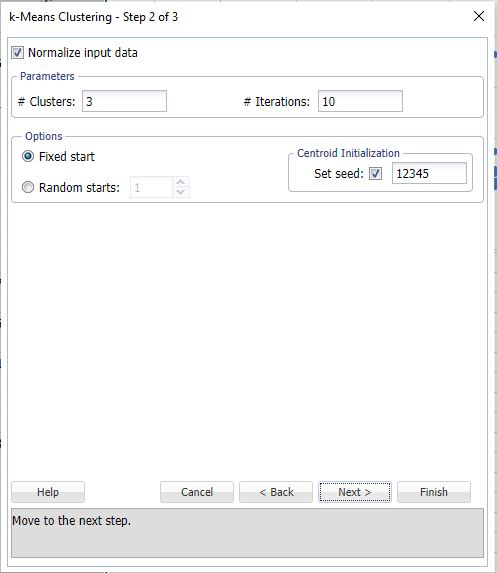 k-Means Clustering - Step 2 of 3
Normalize input data
Parameters
# Clusters: 3 # Iterations: 10
Options
Fixed start
Random starts: 1
Centroid Initialization
Set seed: 12345
Help Cancel < Back Next > Finish
Move to the next step.